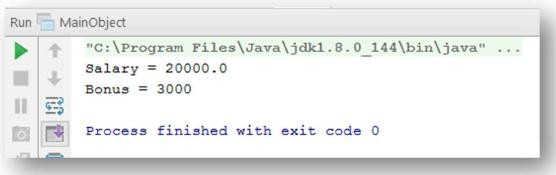 Run MainObject
"C:\Program Files\Java\jdk1.8.0_144\bin\java" ...
Salary = 20000.0
Bonus = 3000
Process finished with exit code 0